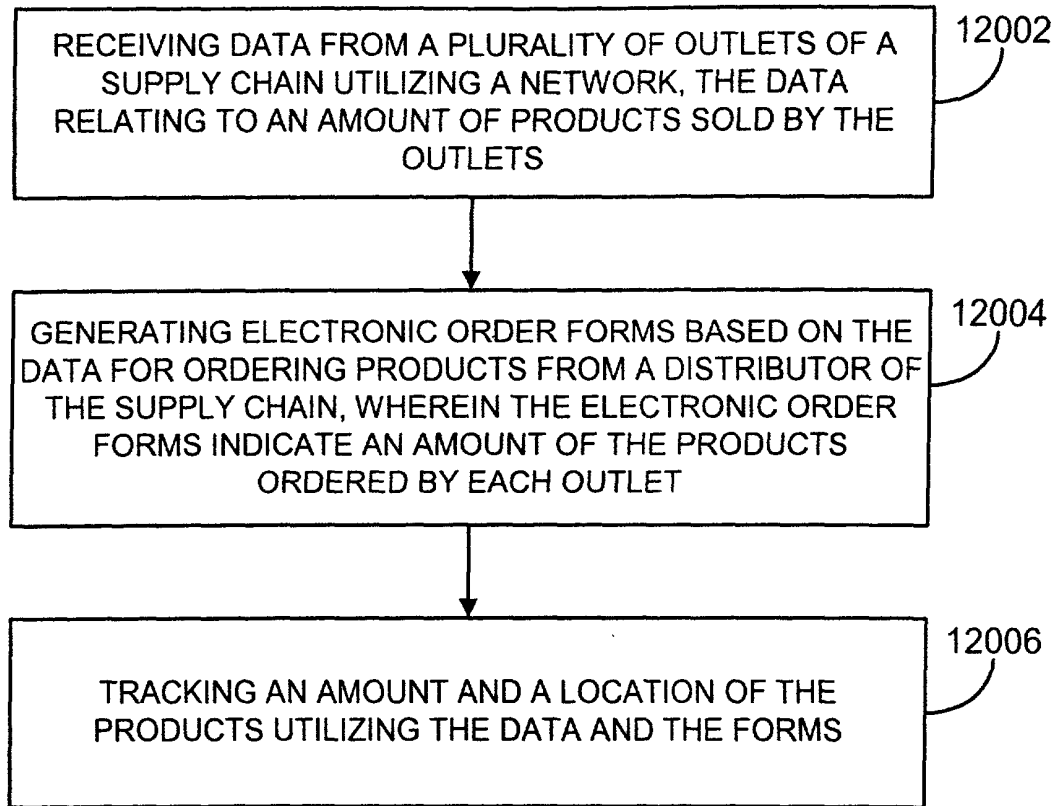 RECEIVING DATA FROM A PLURALITY OF OUTLETS OF A
SUPPLY CHAIN UTILIZING A NETWORK, THE DATA
RELATING TO AN AMOUNT OF PRODUCTS SOLD BY THE
OUTLETS
12002
GENERATING ELECTRONIC ORDER FORMS BASED ON THE
DATA FOR ORDERING PRODUCTS FROM A DISTRIBUTOR OF
THE SUPPLY CHAIN, WHEREIN THE ELECTRONIC ORDER
FORMS INDICATE AN AMOUNT OF THE PRODUCTS
ORDERED BY EACH OUTLET
12004
TRACKING AN AMOUNT AND A LOCATION OF THE
PRODUCTS UTILIZING THE DATA AND THE FORMS
12006